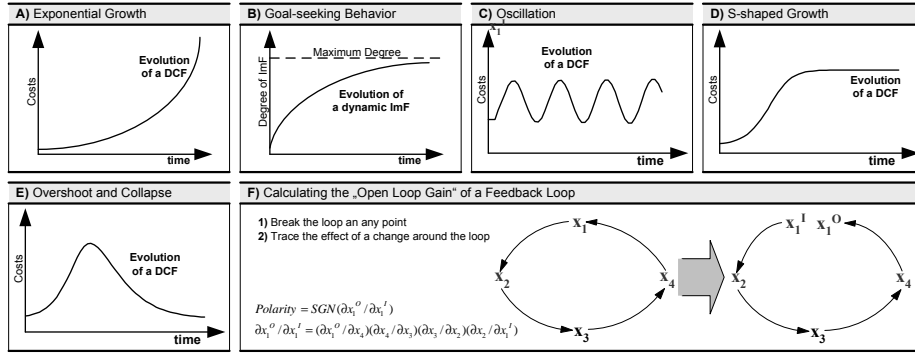 A) Exponential Growth
Costs
Evolution
of a DCF
time
B) Goal-seeking Behavior
Degree of ImF
Maximum Degree
Evolution of
a dynamic ImF
time
C) Oscillation
x₁ᴵ
Costs
Evolution
of a DCF
time
D) S-shaped Growth
Costs
Evolution
of a DCF
time
E) Overshoot and Collapse
Costs
Evolution
of a DCF
time
F) Calculating the „Open Loop Gain“ of a Feedback Loop
1) Break the loop an any point
2) Trace the effect of a change around the loop
Polarity = SGN(∂x₁ᴼ/∂x₁ᴵ)
∂x₁ᴼ/∂x₁ᴵ = (∂x₁ᴼ/∂x₄)(∂x₄/∂x₃)(∂x₃/∂x₂)(∂x₂/∂x₁ᴵ)
x₁
x₂
x₄
x₃
x₁ᴵ x₁ᴼ
x₂
x₄
x₃